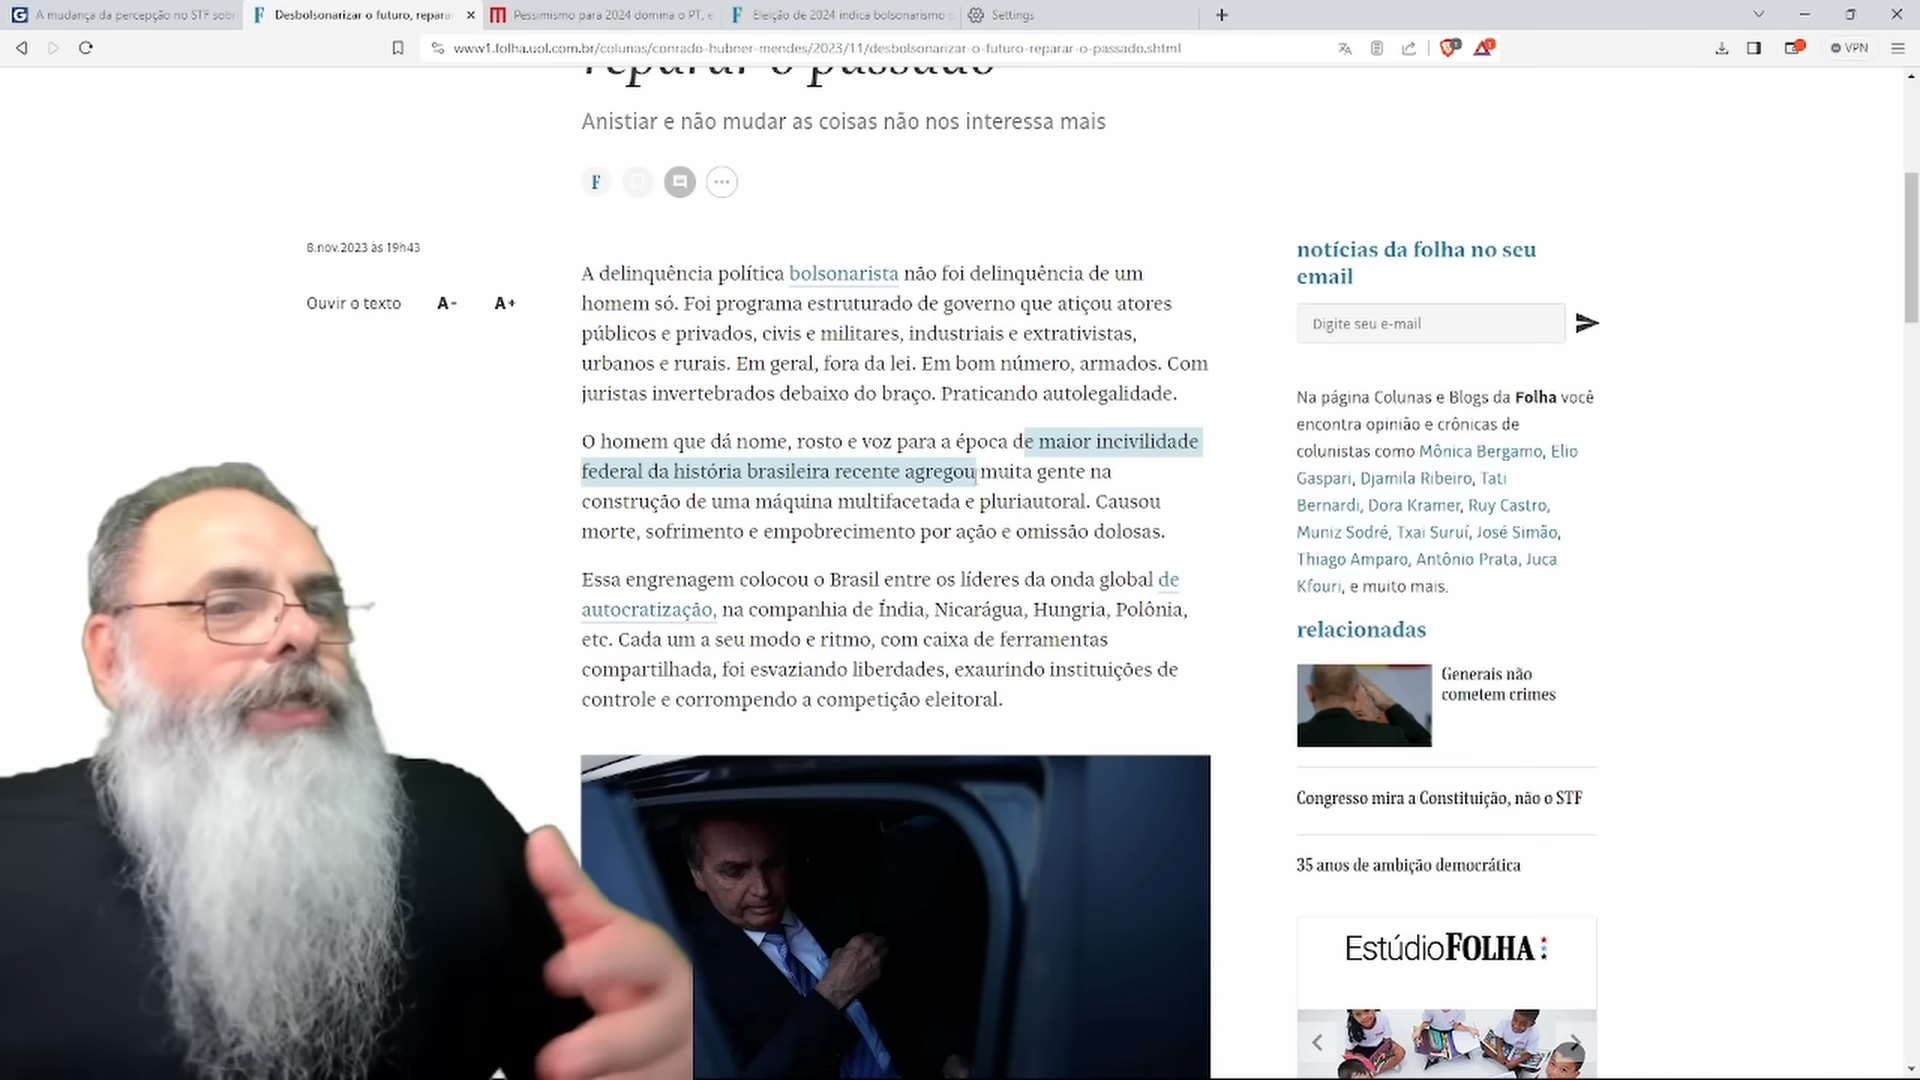 A mudança da percepção no STF sob
Desbolsonarizar o futuro, repara
Pessimismo para 2024 domina o PT, e
Eleição de 2024 indica bolsonarismo
Settings
www1.folha.uol.com.br/colunas/conrado-hubner-mendes/2023/11/desbolsonarizar-o-futuro-reparar-o-passado.shtml
VPN
reparar o passado
Anistiar e não mudar as coisas não nos interessa mais
F
8.nov.2023 às 19h43
Ouvir o texto A- A+
A delinquência política bolsonarista não foi delinquência de um
homem só. Foi programa estruturado de governo que atiçou atores
públicos e privados, civis e militares, industriais e extrativistas,
urbanos e rurais. Em geral, fora da lei. Em bom número, armados. Com
juristas invertebrados debaixo do braço. Praticando autolegalidade.
O homem que dá nome, rosto e voz para a época de maior incivilidade
federal da história brasileira recente agregou muita gente na
construção de uma máquina multifacetada e pluriautoral. Causou
morte, sofrimento e empobrecimento por ação e omissão dolosas.
Essa engrenagem colocou o Brasil entre os líderes da onda global de
autocratização, na companhia de Índia, Nicarágua, Hungria, Polônia,
etc. Cada um a seu modo e ritmo, com caixa de ferramentas
compartilhada, foi esvaziando liberdades, exaurindo instituições de
controle e corrompendo a competição eleitoral.
notícias da folha no seu
email
Digite seu e-mail
Na página Colunas e Blogs da Folha você
encontra opinião e crônicas de
colunistas como Mônica Bergamo, Elio
Gaspari, Djamila Ribeiro, Tati
Bernardi, Dora Kramer, Ruy Castro,
Muniz Sodré, Txai Suruí, José Simão,
Thiago Amparo, Antônio Prata, Juca
Kfouri, e muito mais.
relacionadas
Generais não
cometem crimes
Congresso mira a Constituição, não o STF
35 anos de ambição democrática
EstúdioFOLHA